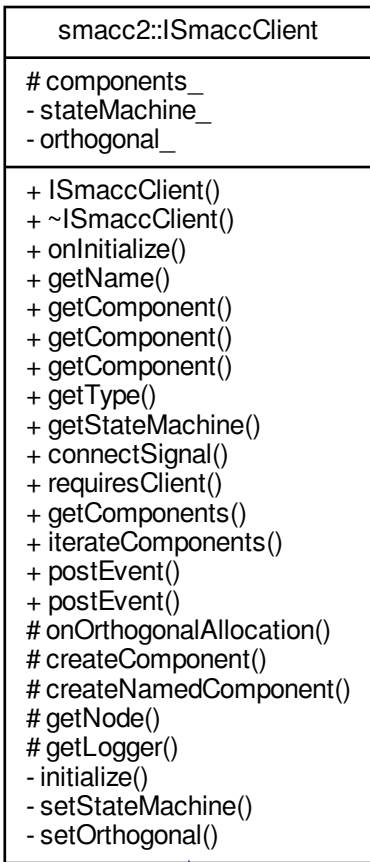 smacc2::ISmaccClient
# components_
- stateMachine_
- orthogonal_
+ ISmaccClient()
+ ~ISmaccClient()
+ onInitialize()
+ getName()
+ getComponent()
+ getComponent()
+ getComponent()
+ getType()
+ getStateMachine()
+ connectSignal()
+ requiresClient()
+ getComponents()
+ iterateComponents()
+ postEvent()
+ postEvent()
# onOrthogonalAllocation()
# createComponent()
# createNamedComponent()
# getNode()
# getLogger()
- initialize()
- setStateMachine()
- setOrthogonal()